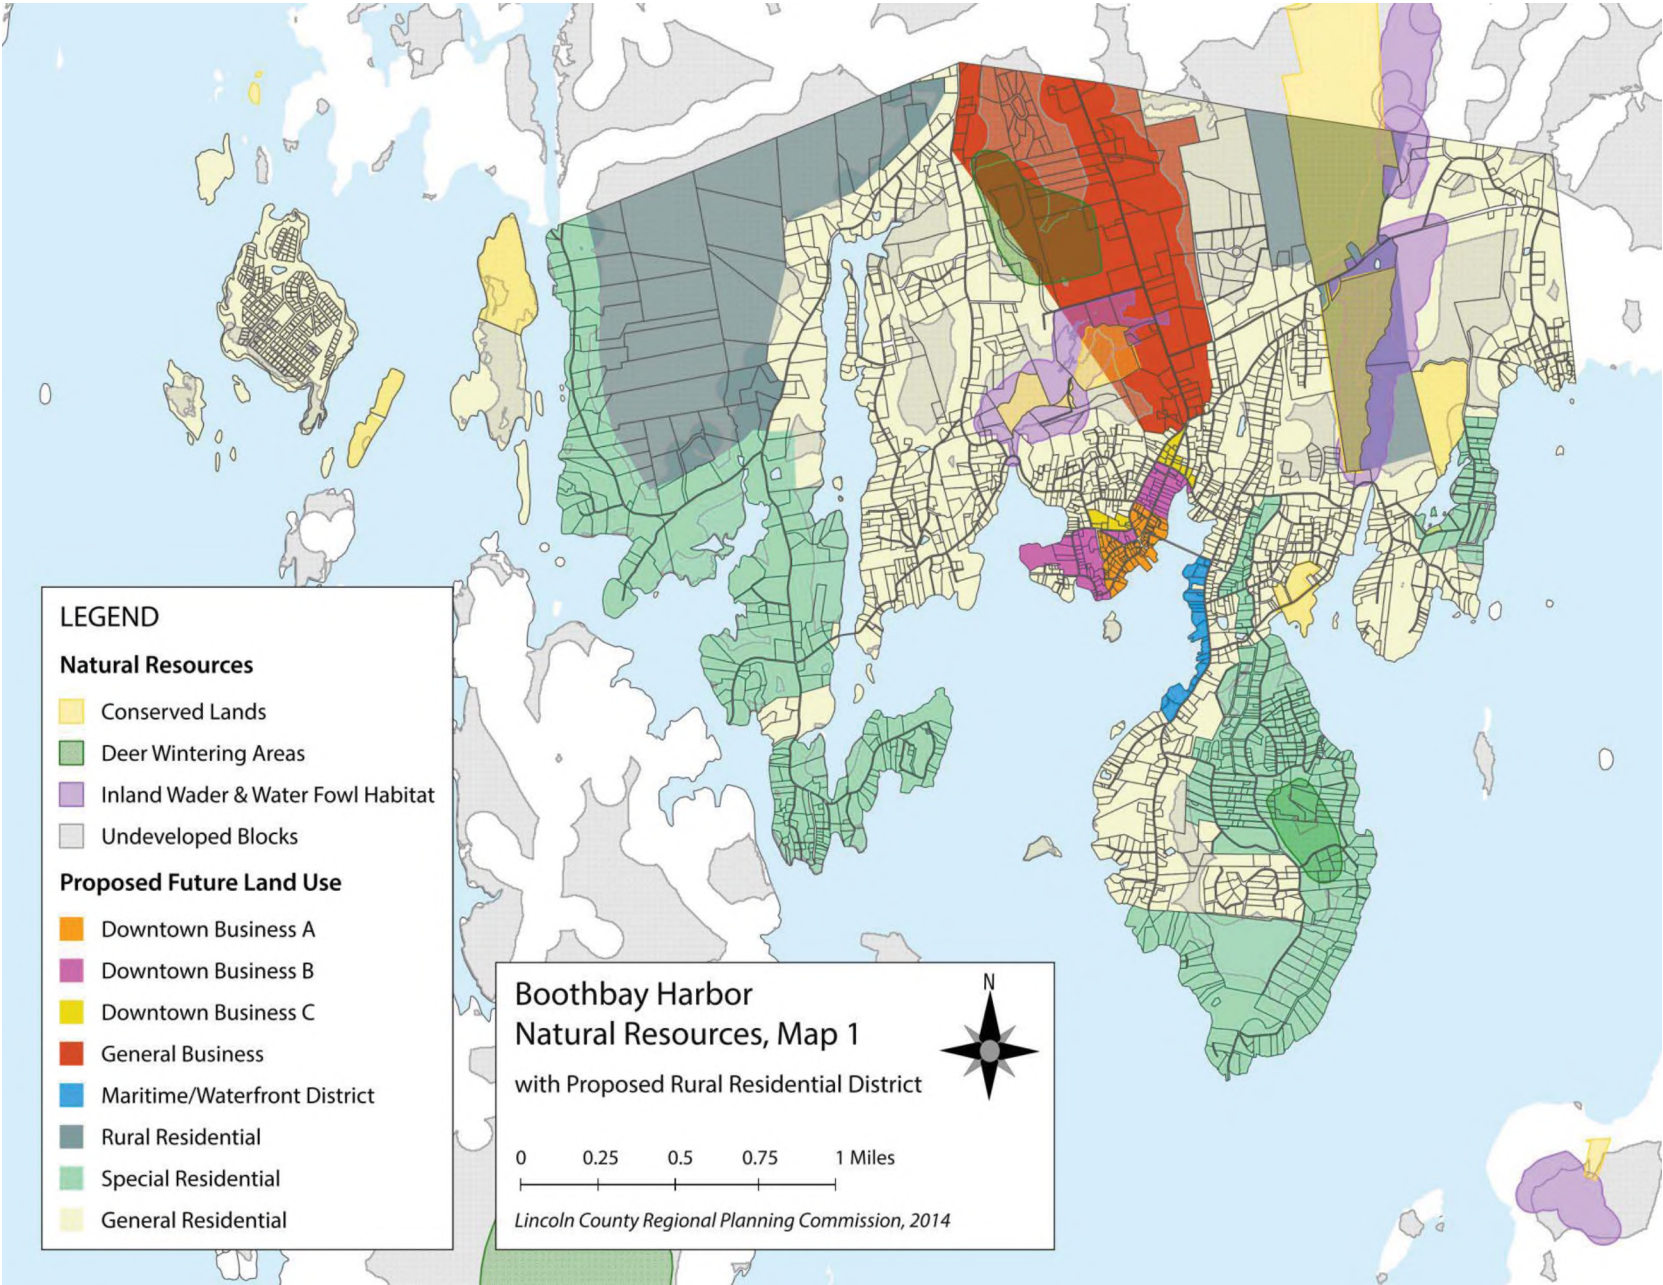 LEGEND
Natural Resources
Conserved Lands
Deer Wintering Areas
Inland Wader & Water Fowl Habitat
Undeveloped Blocks
Proposed Future Land Use
Downtown Business A
Downtown Business B
Downtown Business C
General Business
Maritime/Waterfront District
Rural Residential
Special Residential
General Residential
Boothbay Harbor
Natural Resources, Map 1
with Proposed Rural Residential District
N
0 0.25 0.5 0.75 1 Miles
Lincoln County Regional Planning Commission, 2014